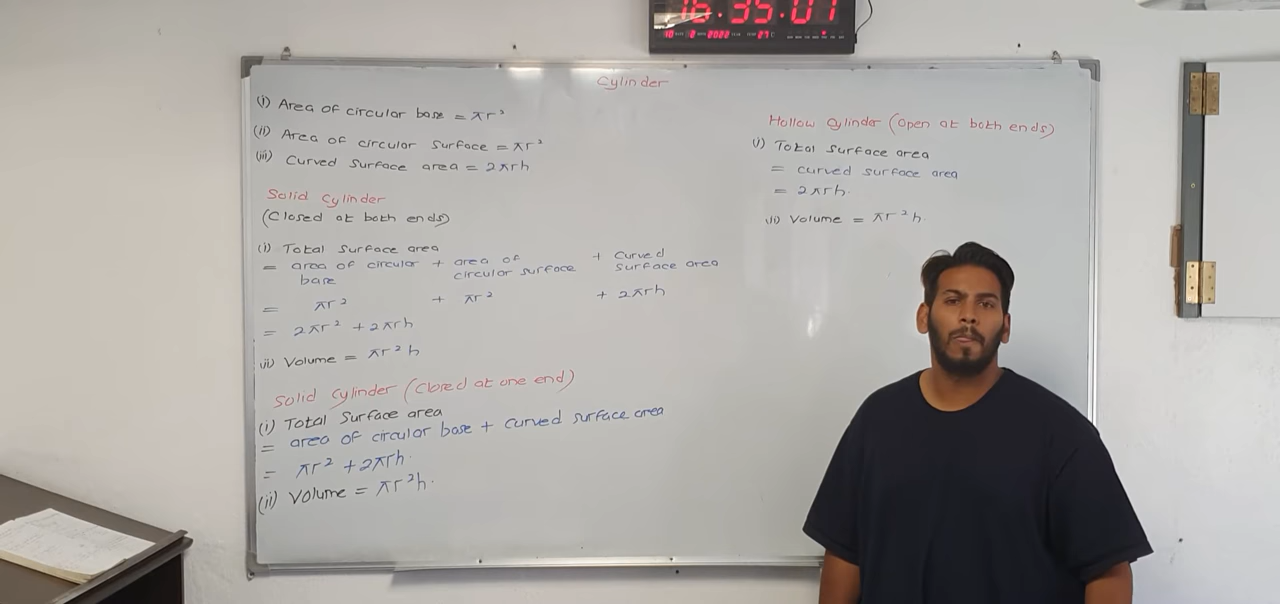 16:35:07
10 2 2022 27 C
Cylinder
(i) Area of circular base = πr²
(ii) Area of circular surface = πr²
(iii) Curved surface area = 2πrh
Solid Cylinder
(Closed at both ends)
(i) Total surface area
= area of circular base + area of circular surface + curved surface area
= πr² + πr² + 2πrh
= 2πr² + 2πrh
(ii) Volume = πr²h
Solid Cylinder (Closed at one end)
(i) Total Surface area
= area of circular base + curved surface area
= πr² + 2πrh.
(ii) Volume = πr²h.
Hollow Cylinder (Open at both ends)
(i) Total surface area
= curved surface area
= 2πrh.
(ii) Volume = πr²h.